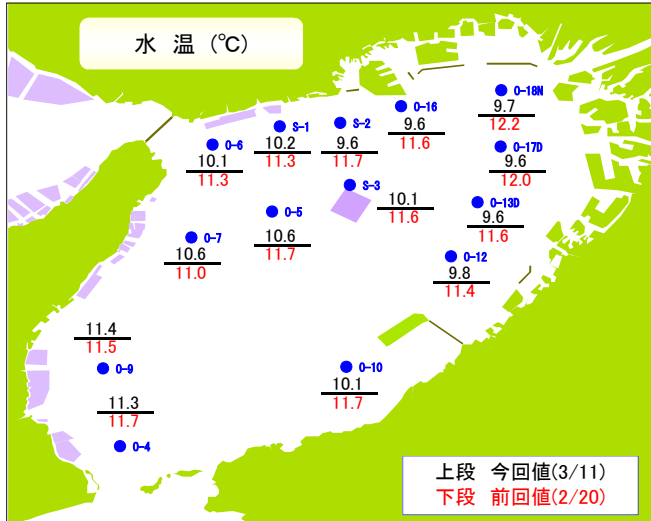 水 温 (℃)
O-18N
9.7
12.2
O-16
9.6
11.6
S-2
9.6
11.7
S-1
10.2
11.3
O-6
10.1
11.3
O-17D
9.6
12.0
S-3
10.1
11.6
O-13D
9.6
11.6
O-5
10.6
11.7
O-7
10.6
11.0
O-12
9.8
11.4
11.4
11.5
O-9
O-10
10.1
11.7
11.3
11.7
O-4
上段 今回値(3/11)
下段 前回値(2/20)